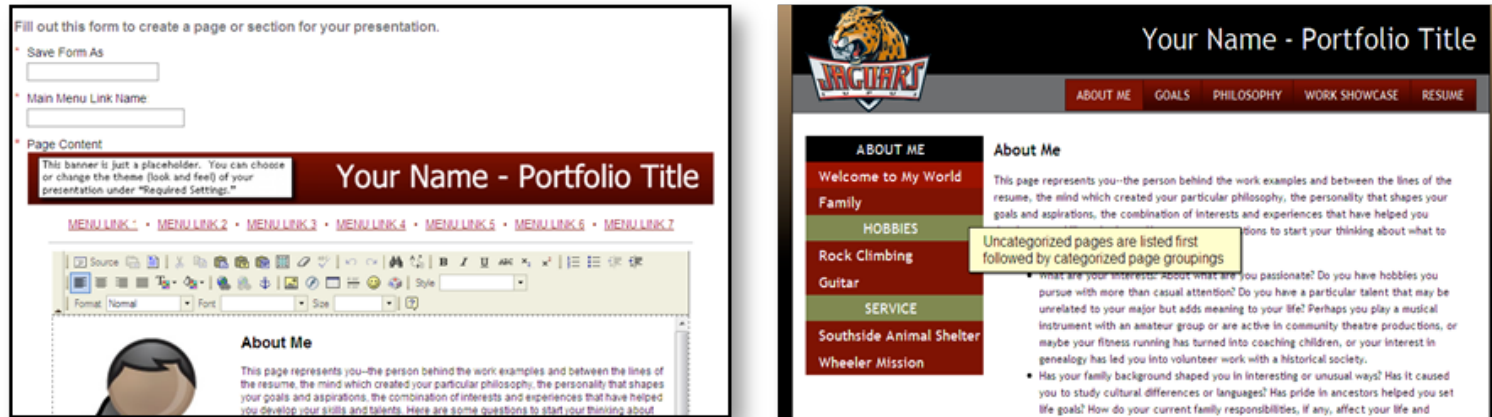 Fill out this form to create a page or section for your presentation.
* Save Form As
* Main Menu Link Name
* Page Content
This banner is just a placeholder. You can choose
or change the theme (look and feel) of your
presentation under "Required Settings."
Your Name - Portfolio Title
MENU LINK 1 • MENU LINK 2 • MENU LINK 3 • MENU LINK 4 • MENU LINK 5 • MENU LINK 6 • MENU LINK 7
Source B I U ABC x₂ x² Style
Format Normal Font Size
About Me
This page represents you--the person behind the work examples and between the lines of
the resume, the mind which created your particular philosophy, the personality that shapes
your goals and aspirations, the combination of interests and experiences that have helped
you develop your skills and talents. Here are some questions to start your thinking about
JAGUARS
IUPUI
Your Name - Portfolio Title
ABOUT ME GOALS PHILOSOPHY WORK SHOWCASE RESUME
ABOUT ME
Welcome to My World
Family
HOBBIES
Rock Climbing
Guitar
SERVICE
Southside Animal Shelter
Wheeler Mission
About Me
This page represents you--the person behind the work examples and between the lines of the
resume, the mind which created your particular philosophy, the personality that shapes your
goals and aspirations, the combination of interests and experiences that have helped you
tions to start your thinking about what to
Uncategorized pages are listed first
followed by categorized page groupings
• What are your interests? About what are you passionate? Do you have hobbies you
pursue with more than casual attention? Do you have a particular talent that may be
unrelated to your major but adds meaning to your life? Perhaps you play a musical
instrument with an amateur group or are active in community theatre productions, or
maybe your fitness running has turned into coaching children, or your interest in
genealogy has led you into volunteer work with a historical society.
• Has your family background shaped you in interesting or unusual ways? Has it caused
you to study cultural differences or languages? Has pride in ancestors helped you set
life goals? How do your current family responsibilities, if any, affect your life and